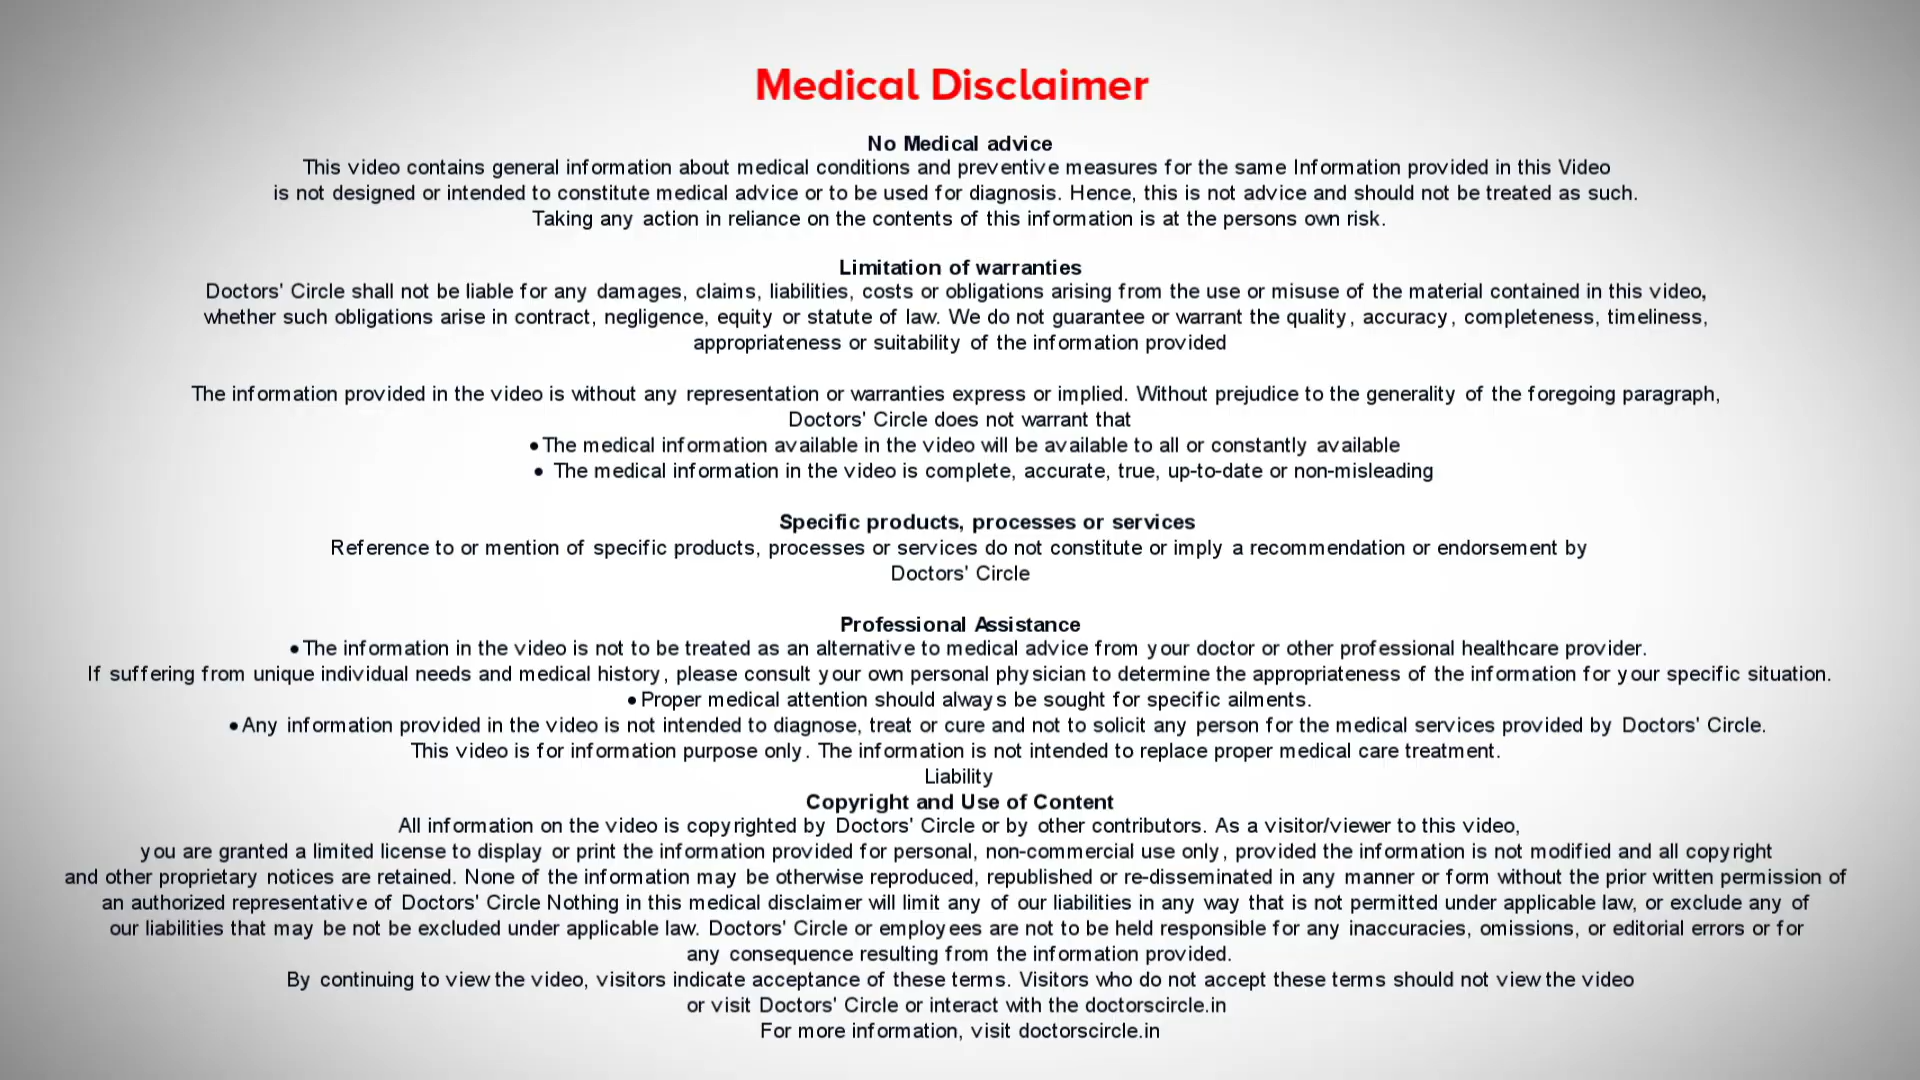 Medical Disclaimer
No Medical advice
This video contains general information about medical conditions and preventive measures for the same Information provided in this Video
is not designed or intended to constitute medical advice or to be used for diagnosis. Hence, this is not advice and should not be treated as such.
Taking any action in reliance on the contents of this information is at the persons own risk.
Limitation of warranties
Doctors' Circle shall not be liable for any damages, claims, liabilities, costs or obligations arising from the use or misuse of the material contained in this video,
whether such obligations arise in contract, negligence, equity or statute of law. We do not guarantee or warrant the quality, accuracy, completeness, timeliness,
appropriateness or suitability of the information provided
The information provided in the video is without any representation or warranties express or implied. Without prejudice to the generality of the foregoing paragraph,
Doctors' Circle does not warrant that
•The medical information available in the video will be available to all or constantly available
• The medical information in the video is complete, accurate, true, up-to-date or non-misleading
Specific products, processes or services
Reference to or mention of specific products, processes or services do not constitute or imply a recommendation or endorsement by
Doctors' Circle
Professional Assistance
•The information in the video is not to be treated as an alternative to medical advice from your doctor or other professional healthcare provider.
If suffering from unique individual needs and medical history, please consult your own personal physician to determine the appropriateness of the information for your specific situation.
•Proper medical attention should always be sought for specific ailments.
•Any information provided in the video is not intended to diagnose, treat or cure and not to solicit any person for the medical services provided by Doctors' Circle.
This video is for information purpose only. The information is not intended to replace proper medical care treatment.
Liability
Copyright and Use of Content
All information on the video is copyrighted by Doctors' Circle or by other contributors. As a visitor/viewer to this video,
you are granted a limited license to display or print the information provided for personal, non-commercial use only, provided the information is not modified and all copyright
and other proprietary notices are retained. None of the information may be otherwise reproduced, republished or re-disseminated in any manner or form without the prior written permission of
an authorized representative of Doctors' Circle Nothing in this medical disclaimer will limit any of our liabilities in any way that is not permitted under applicable law, or exclude any of
our liabilities that may be not be excluded under applicable law. Doctors' Circle or employees are not to be held responsible for any inaccuracies, omissions, or editorial errors or for
any consequence resulting from the information provided.
By continuing to view the video, visitors indicate acceptance of these terms. Visitors who do not accept these terms should not view the video
or visit Doctors' Circle or interact with the doctorscircle.in
For more information, visit doctorscircle.in